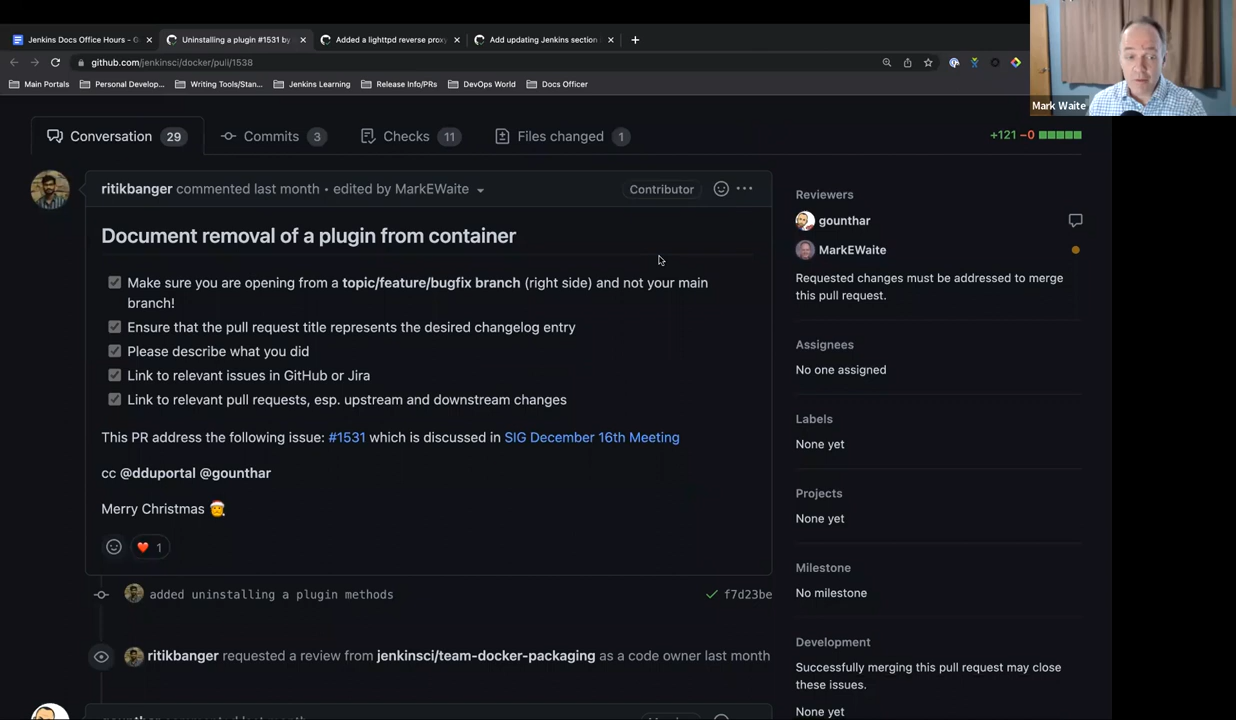 Jenkins Docs Office Hours - G
Uninstalling a plugin #1531 by
Added a lighttpd reverse proxy
Add updating Jenkins section
github.com/jenkinsci/docker/pull/1538
Main Portals
Personal Develop...
Writing Tools/Stan...
Jenkins Learning
Release Info/PRs
DevOps World
Docs Officer
Mark Waite
Conversation 29
Commits 3
Checks 11
Files changed 1
+121 −0
ritikbanger commented last month • edited by MarkEWaite
Contributor
Document removal of a plugin from container
Make sure you are opening from a topic/feature/bugfix branch (right side) and not your main
branch!
Ensure that the pull request title represents the desired changelog entry
Please describe what you did
Link to relevant issues in GitHub or Jira
Link to relevant pull requests, esp. upstream and downstream changes
This PR address the following issue: #1531 which is discussed in SIG December 16th Meeting
cc @dduportal @gounthar
Merry Christmas 🎅
❤️ 1
added uninstalling a plugin methods
f7d23be
ritikbanger requested a review from jenkinsci/team-docker-packaging as a code owner last month
gounthar commented last month
Reviewers
gounthar
MarkEWaite
Requested changes must be addressed to merge
this pull request.
Assignees
No one assigned
Labels
None yet
Projects
None yet
Milestone
No milestone
Development
Successfully merging this pull request may close
these issues.
None yet